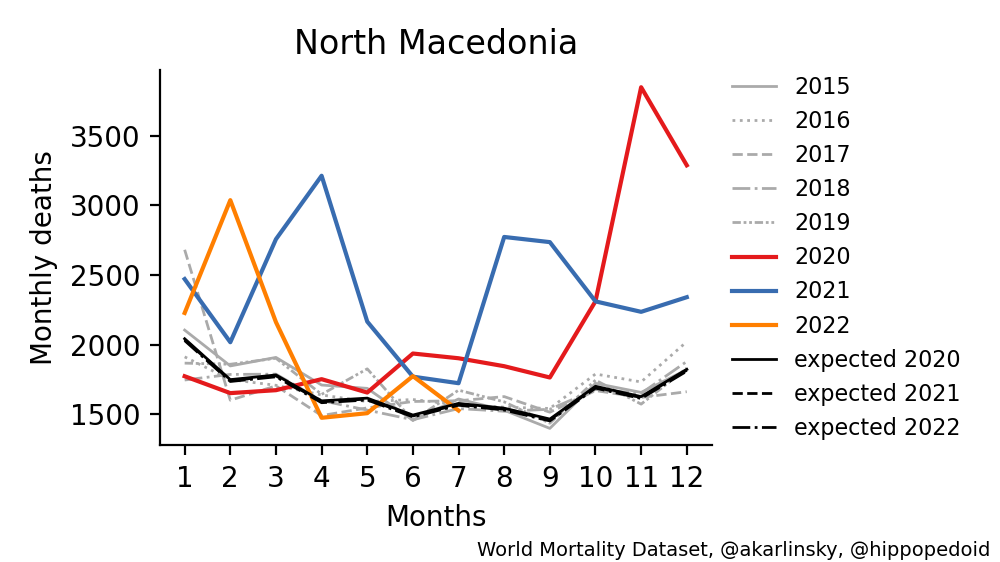 North Macedonia
Monthly deaths
3500
3000
2500
2000
1500
1 2 3 4 5 6 7 8 9 10 11 12
Months
2015
2016
2017
2018
2019
2020
2021
2022
expected 2020
expected 2021
expected 2022
World Mortality Dataset, @akarlinsky, @hippopedoid